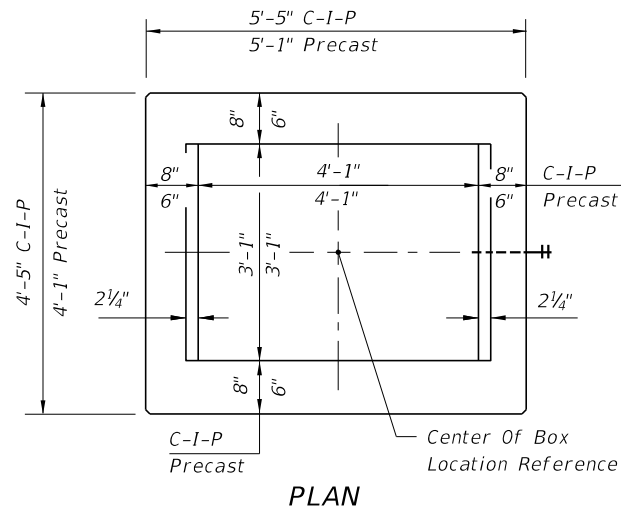 5'-5" C-I-P
5'-1" Precast
8"
6"
8"
6"
4'-1"
4'-1"
8"
6"
C-I-P
Precast
4'-5" C-I-P
4'-1" Precast
3'-1"
3'-1"
2¼"
2¼"
8"
6"
C-I-P
Precast
Center Of Box
Location Reference
PLAN